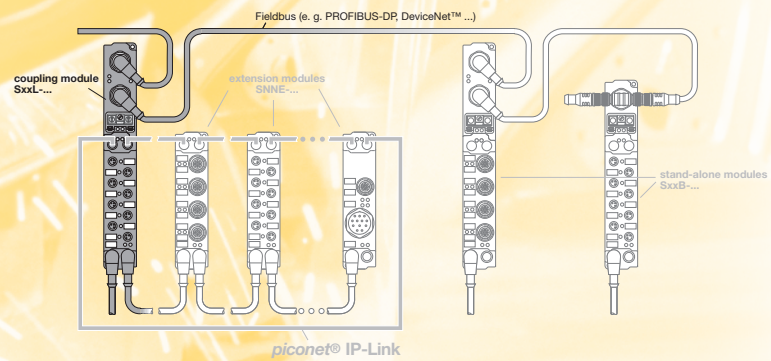 Fieldbus (e. g. PROFIBUS-DP, DeviceNet™ ...)
coupling module
SxxL-...
extension modules
SNNE-...
stand-alone modules
SxxB-...
piconet® IP-Link